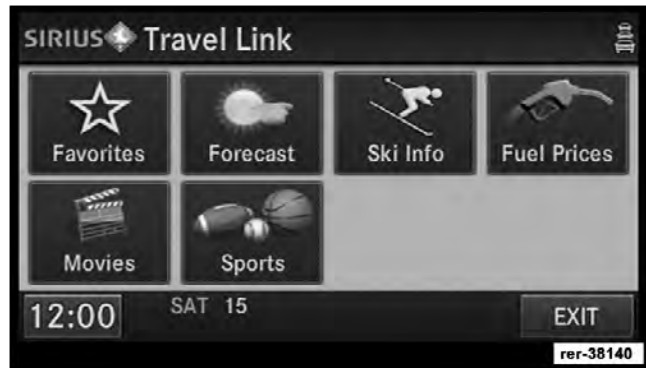 SIRIUS Travel Link
Favorites Forecast Ski Info Fuel Prices
Movies Sports
12:00 SAT 15 EXIT
rer-38140